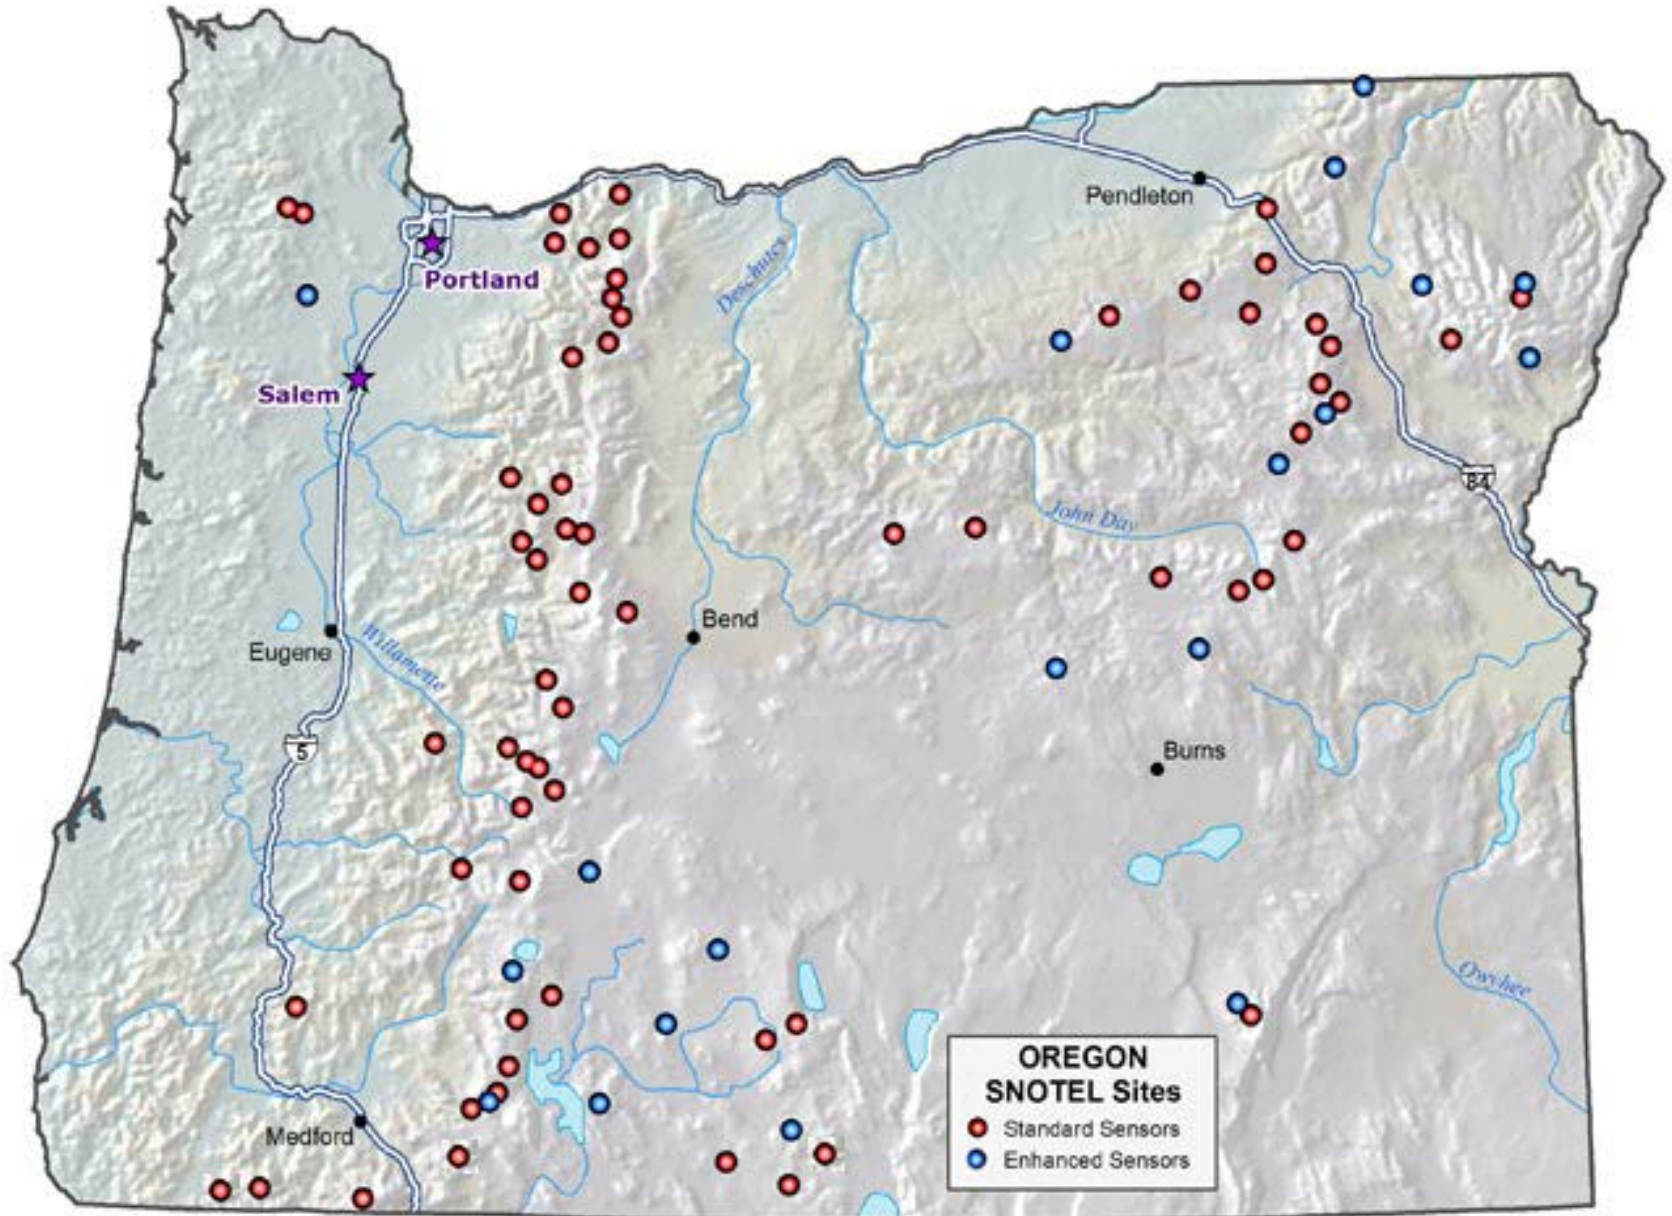 Pendleton
Portland
Deschutes
Salem
84
John Day
Bend
Eugene
Willamette
5
Burns
Owyhee
OREGON
SNOTEL Sites
Standard Sensors
Enhanced Sensors
Medford